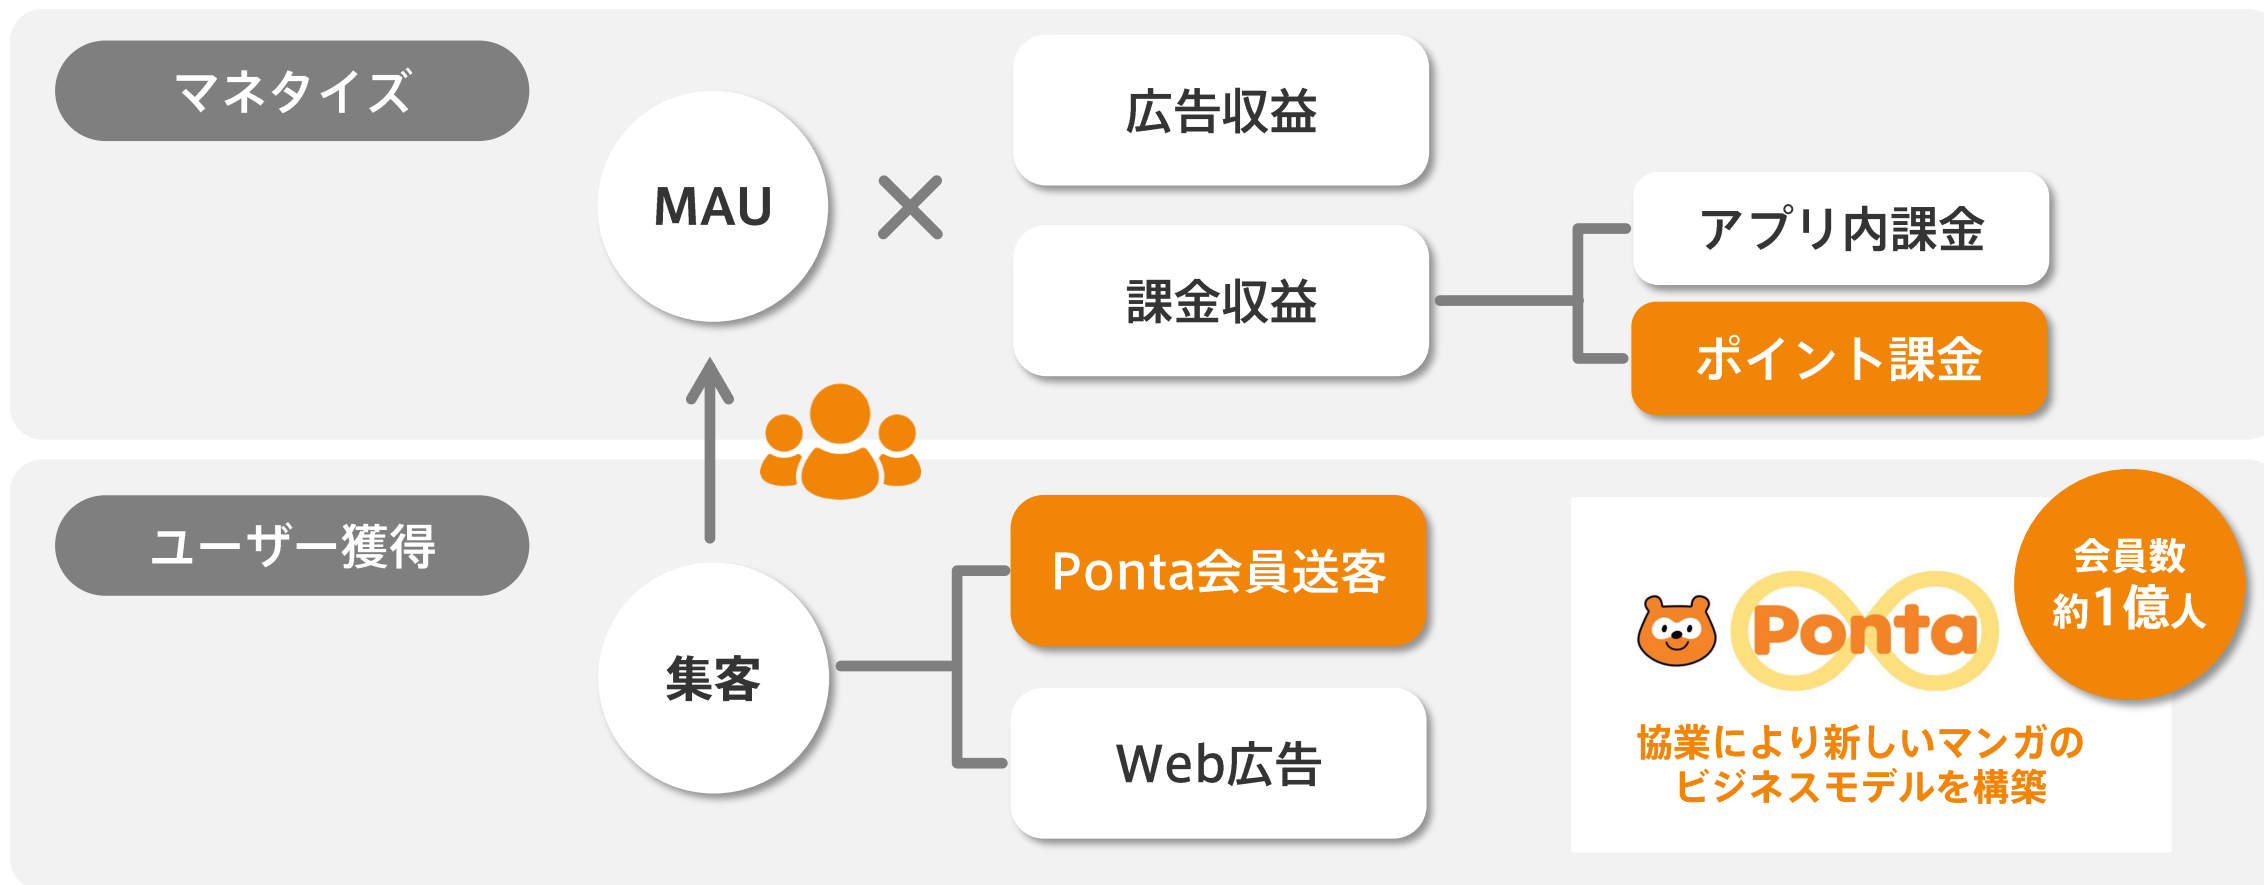 マネタイズ
MAU
広告収益
課金収益
アプリ内課金
ポイント課金
ユーザー獲得
集客
Ponta会員送客
Web広告
会員数
約1億人
Ponta
協業により新しいマンガの
ビジネスモデルを構築